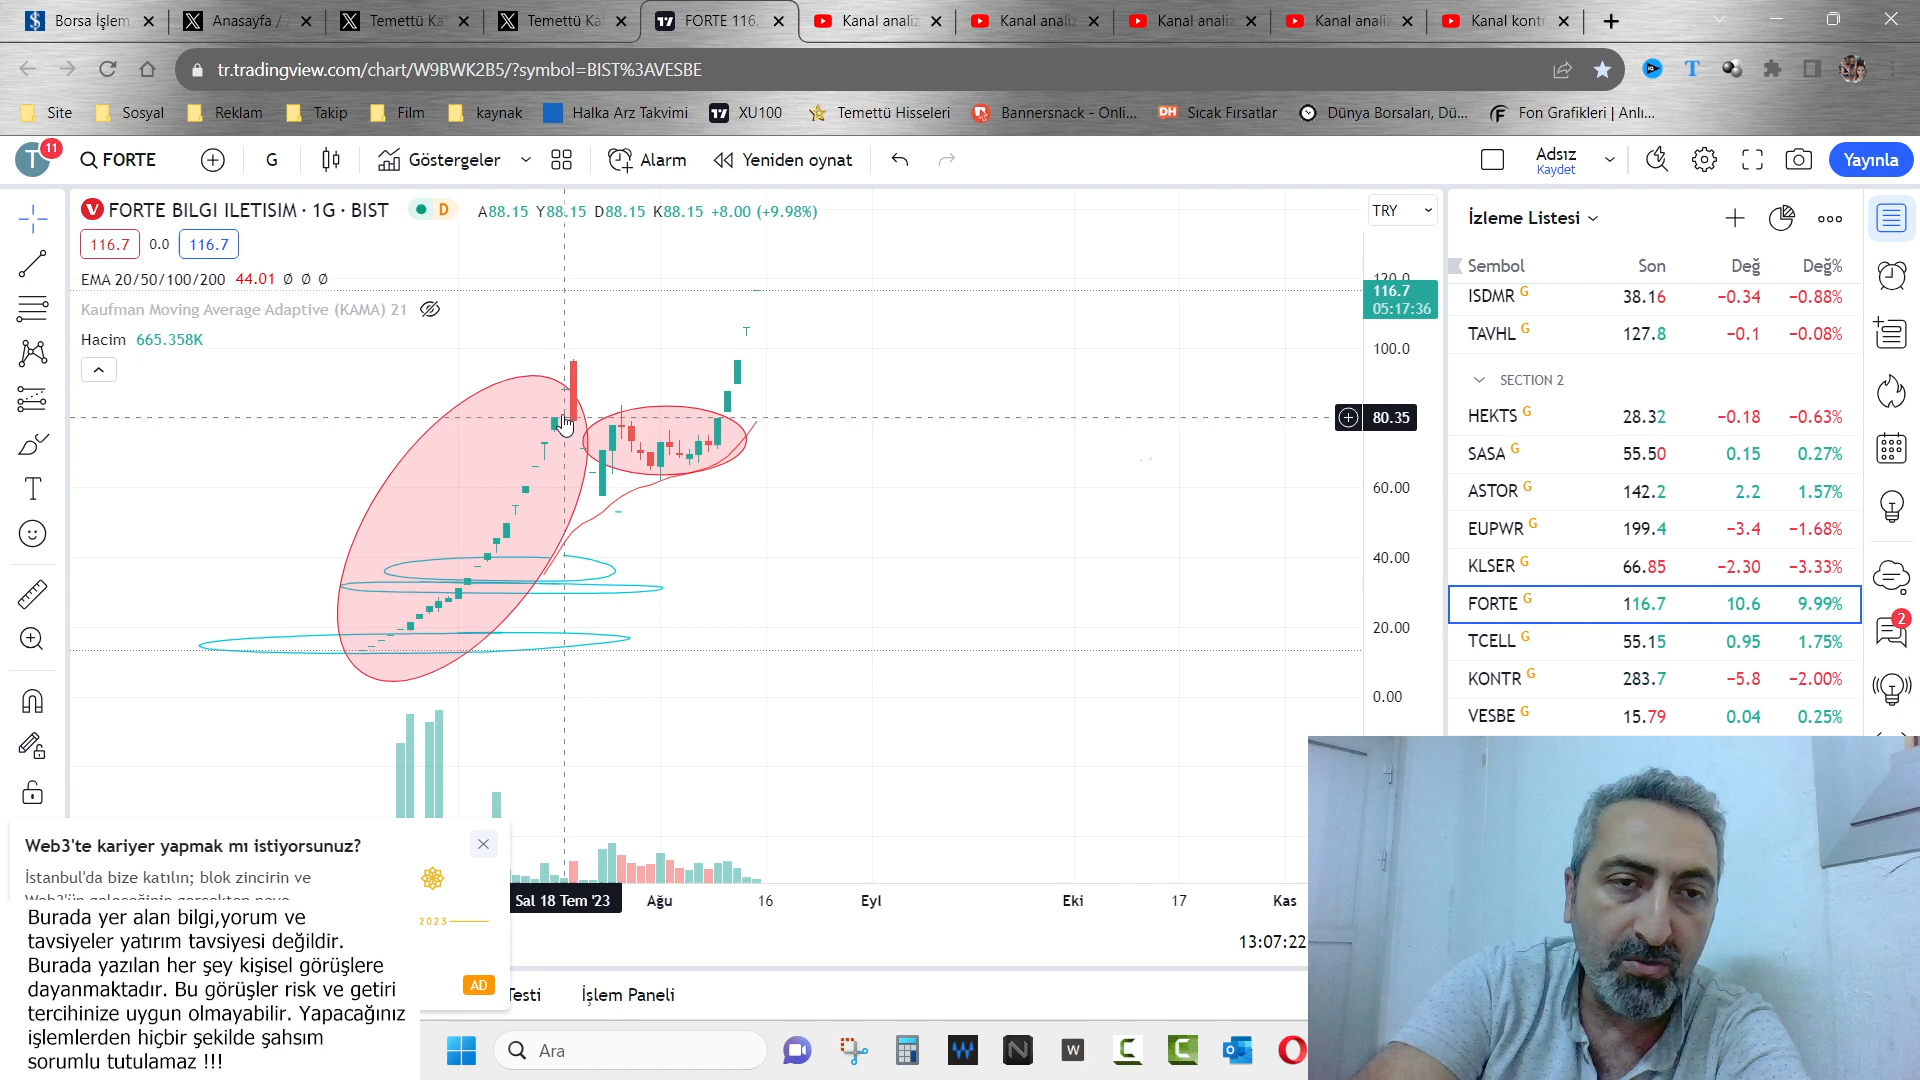 Borsa İşlem
Anasayfa /
Temettü Ka
Temettü Ka
FORTE 116.
Kanal analiz
Kanal analiz
Kanal analiz
Kanal analiz
Kanal kont
tr.tradingview.com/chart/W9BWK2B5/?symbol=BIST%3AVESBE
Site
Sosyal
Reklam
Takip
Film
kaynak
Halka Arz Takvimi
XU100
Temettü Hisseleri
Bannersnack - Onli...
DH Sıcak Fırsatlar
Dünya Borsaları, Dü...
Fon Grafikleri | Anlı...
T 11
FORTE
G
Göstergeler
Alarm
Yeniden oynat
Adsız
Kaydet
Yayınla
FORTE BILGI ILETISIM · 1G · BIST D A88.15 Y88.15 D88.15 K88.15 +8.00 (+9.98%)
116.7 0.0 116.7
EMA 20/50/100/200 44.01 Ø Ø Ø
Kaufman Moving Average Adaptive (KAMA) 21
Hacim 665.358K
TRY
120.0
116.7
05:17:36
100.0
80.35
60.00
40.00
20.00
0.00
Sal 18 Tem '23
Ağu
16
Eyl
Eki
17
Kas
13:07:22
İzleme Listesi
Sembol Son Değ Değ%
ISDMR G 38.16 −0.34 −0.88%
TAVHL G 127.8 −0.1 −0.08%
SECTION 2
HEKTS G 28.32 −0.18 −0.63%
SASA G 55.50 0.15 0.27%
ASTOR G 142.2 2.2 1.57%
EUPWR G 199.4 −3.4 −1.68%
KLSER G 66.85 −2.30 −3.33%
FORTE G 116.7 10.6 9.99%
TCELL G 55.15 0.95 1.75%
KONTR G 283.7 −5.8 −2.00%
VESBE G 15.79 0.04 0.25%
2
Web3'te kariyer yapmak mı istiyorsunuz?
İstanbul'da bize katılın; blok zincirin ve
2023
AD
Burada yer alan bilgi,yorum ve
tavsiyeler yatırım tavsiyesi değildir.
Burada yazılan her şey kişisel görüşlere
dayanmaktadır. Bu görüşler risk ve getiri
tercihinize uygun olmayabilir. Yapacağınız
işlemlerden hiçbir şekilde şahsım
sorumlu tutulamaz !!!
Testi
İşlem Paneli
Ara